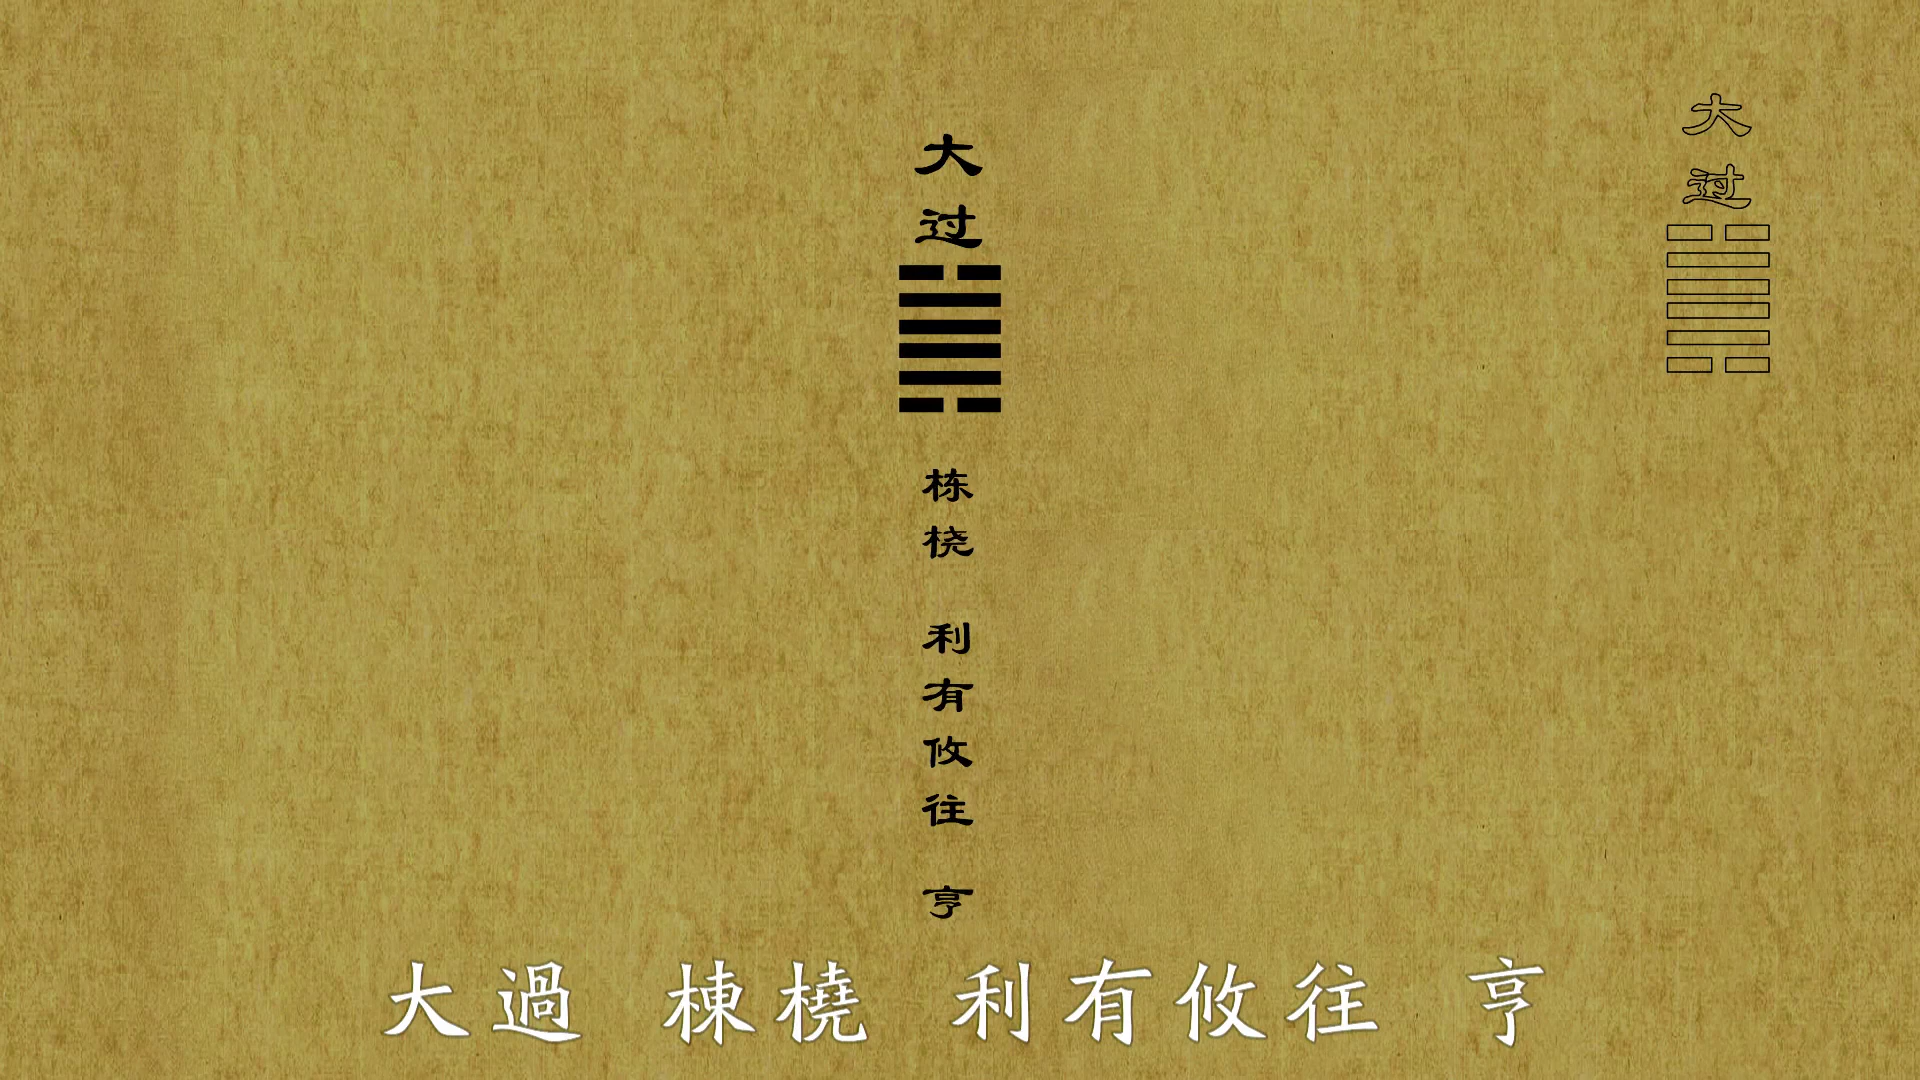 大过
大过
栋桡 利有攸往 亨
大過 棟橈 利有攸往 亨